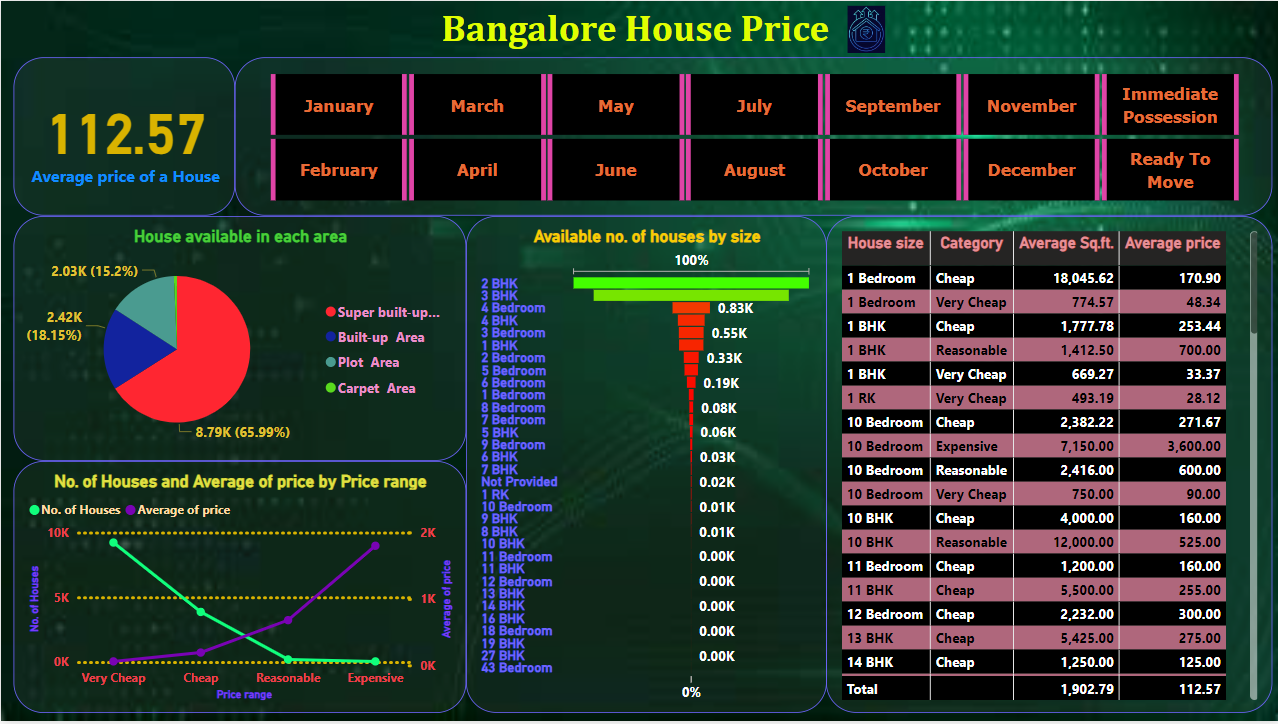 Bangalore House Price
112.57
Average price of a House
January
March
May
July
September
November
Immediate
Possession
February
April
June
August
October
December
Ready To
Move
House available in each area
2.03K (15.2%)
2.42K
(18.15%)
8.79K (65.99%)
Super built-up...
Built-up Area
Plot Area
Carpet Area
No. of Houses and Average of price by Price range
No. of Houses Average of price
10K
5K
0K
No. of Houses
2K
1K
0K
Average of price
Very Cheap Cheap Reasonable Expensive
Price range
Available no. of houses by size
100%
2 BHK
3 BHK
4 Bedroom 0.83K
4 BHK
3 Bedroom 0.55K
1 BHK
2 Bedroom 0.33K
5 Bedroom
6 Bedroom 0.19K
1 Bedroom
8 Bedroom 0.08K
7 Bedroom
5 BHK 0.06K
9 Bedroom
6 BHK 0.03K
7 BHK
Not Provided 0.02K
1 RK
10 Bedroom 0.01K
9 BHK
8 BHK 0.01K
10 BHK
11 Bedroom 0.00K
11 BHK
12 Bedroom 0.00K
13 BHK
14 BHK 0.00K
16 BHK
18 Bedroom 0.00K
19 BHK
27 BHK 0.00K
43 Bedroom
0%
House size Category Average Sq.ft. Average price
1 Bedroom Cheap 18,045.62 170.90
1 Bedroom Very Cheap 774.57 48.34
1 BHK Cheap 1,777.78 253.44
1 BHK Reasonable 1,412.50 700.00
1 BHK Very Cheap 669.27 33.37
1 RK Very Cheap 493.19 28.12
10 Bedroom Cheap 2,382.22 271.67
10 Bedroom Expensive 7,150.00 3,600.00
10 Bedroom Reasonable 2,416.00 600.00
10 Bedroom Very Cheap 750.00 90.00
10 BHK Cheap 4,000.00 160.00
10 BHK Reasonable 12,000.00 525.00
11 Bedroom Cheap 1,200.00 160.00
11 BHK Cheap 5,500.00 255.00
12 Bedroom Cheap 2,232.00 300.00
13 BHK Cheap 5,425.00 275.00
14 BHK Cheap 1,250.00 125.00
Total 1,902.79 112.57